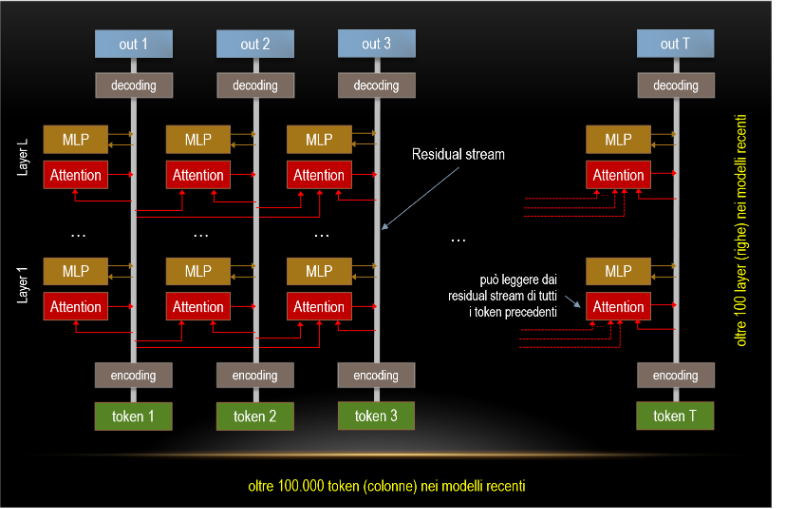 out 1 out 2 out 3 out T
decoding decoding decoding decoding
Layer L
MLP MLP MLP MLP
Attention Attention Attention Attention
Residual stream
... ... ... ...
Layer 1
MLP MLP MLP MLP
Attention Attention Attention Attention
può leggere dai
residual stream di tutti
i token precedenti
encoding encoding encoding encoding
token 1 token 2 token 3 token T
oltre 100 layer (righe) nei modelli recenti
oltre 100.000 token (colonne) nei modelli recenti